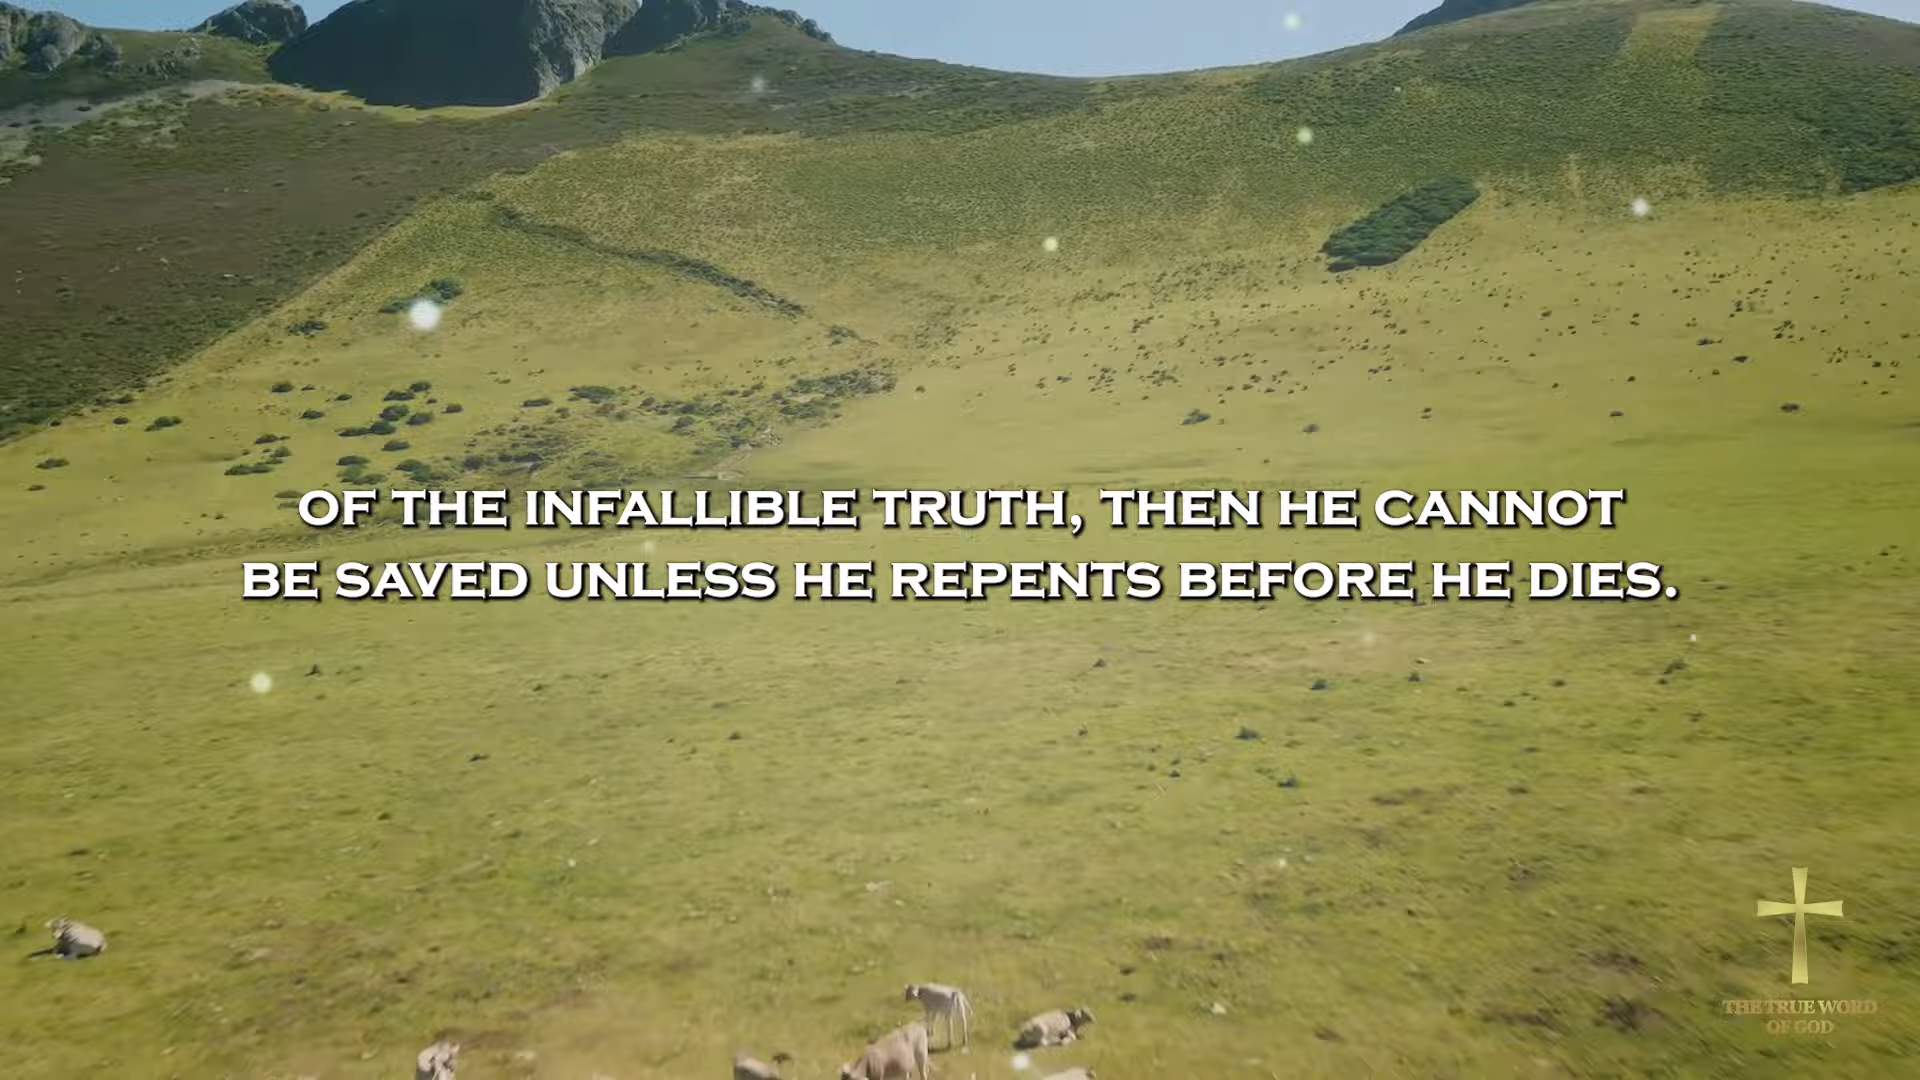 OF THE INFALLIBLE TRUTH, THEN HE CANNOT
BE SAVED UNLESS HE REPENTS BEFORE HE DIES.
THE TRUE WORD
OF GOD